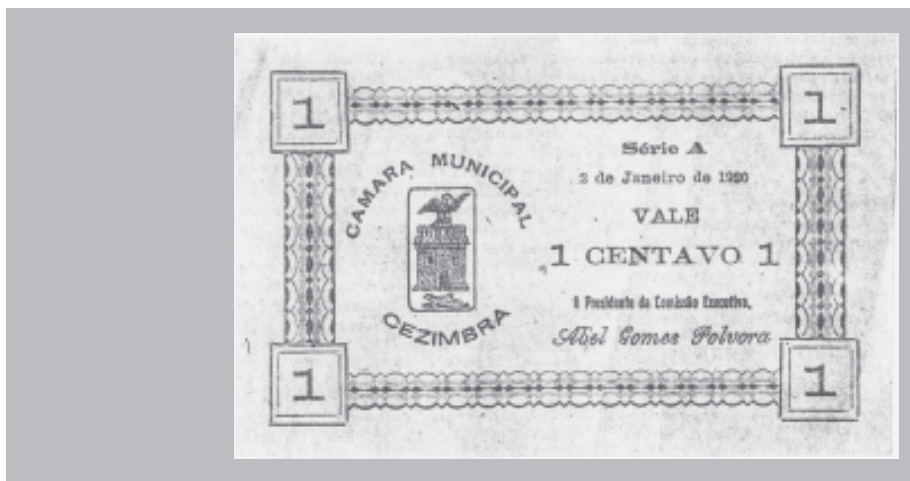 1
1
CAMARA MUNICIPAL
CEZIMBRA
Série A
2 de Janeiro de 1920
VALE
1 CENTAVO 1
O Presidente da Comissão Executiva,
Abel Gomes Polvora
1
1